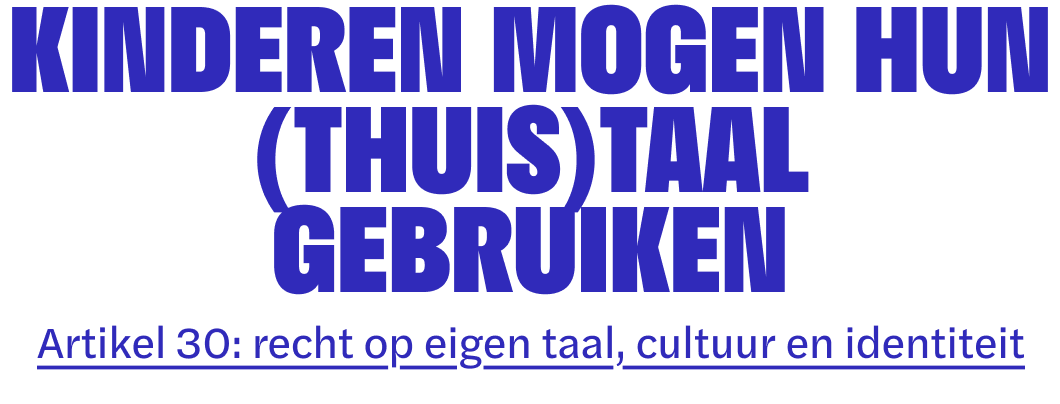 KINDEREN MOGEN HUN
(THUIS)TAAL
GEBRUIKEN
Artikel 30: recht op eigen taal, cultuur en identiteit